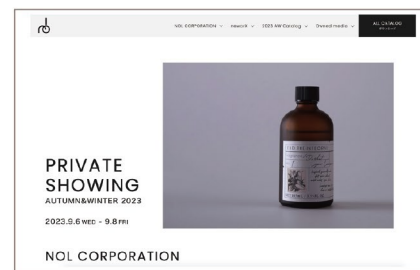 NOL CORPORATION
nework
2023 AW Catalog
Owned media
ALL CATALOG
PRIVATE
SHOWING
AUTUMN&WINTER 2023
2023.9.6 WED - 9.8 FRI
NOL CORPORATION